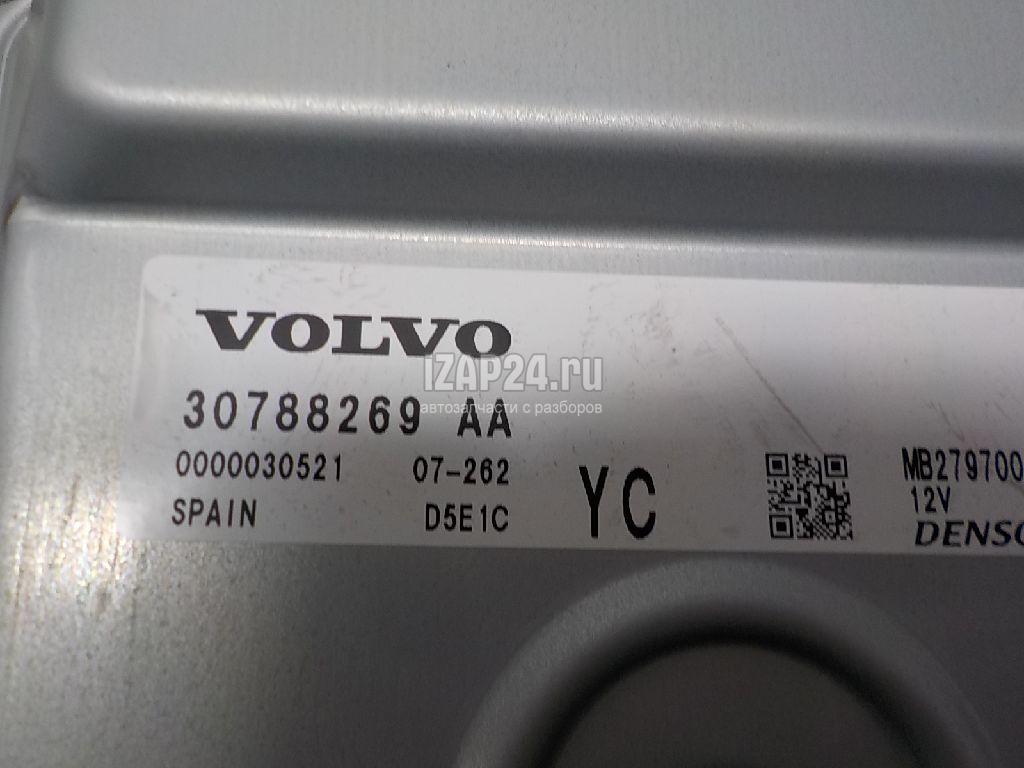 VOLVO
IZAP24.ru
30788269 AA
автозапчасти с разборов
0000030521 07-262
SPAIN D5E1C
YC
MB279700
12V
DENSO